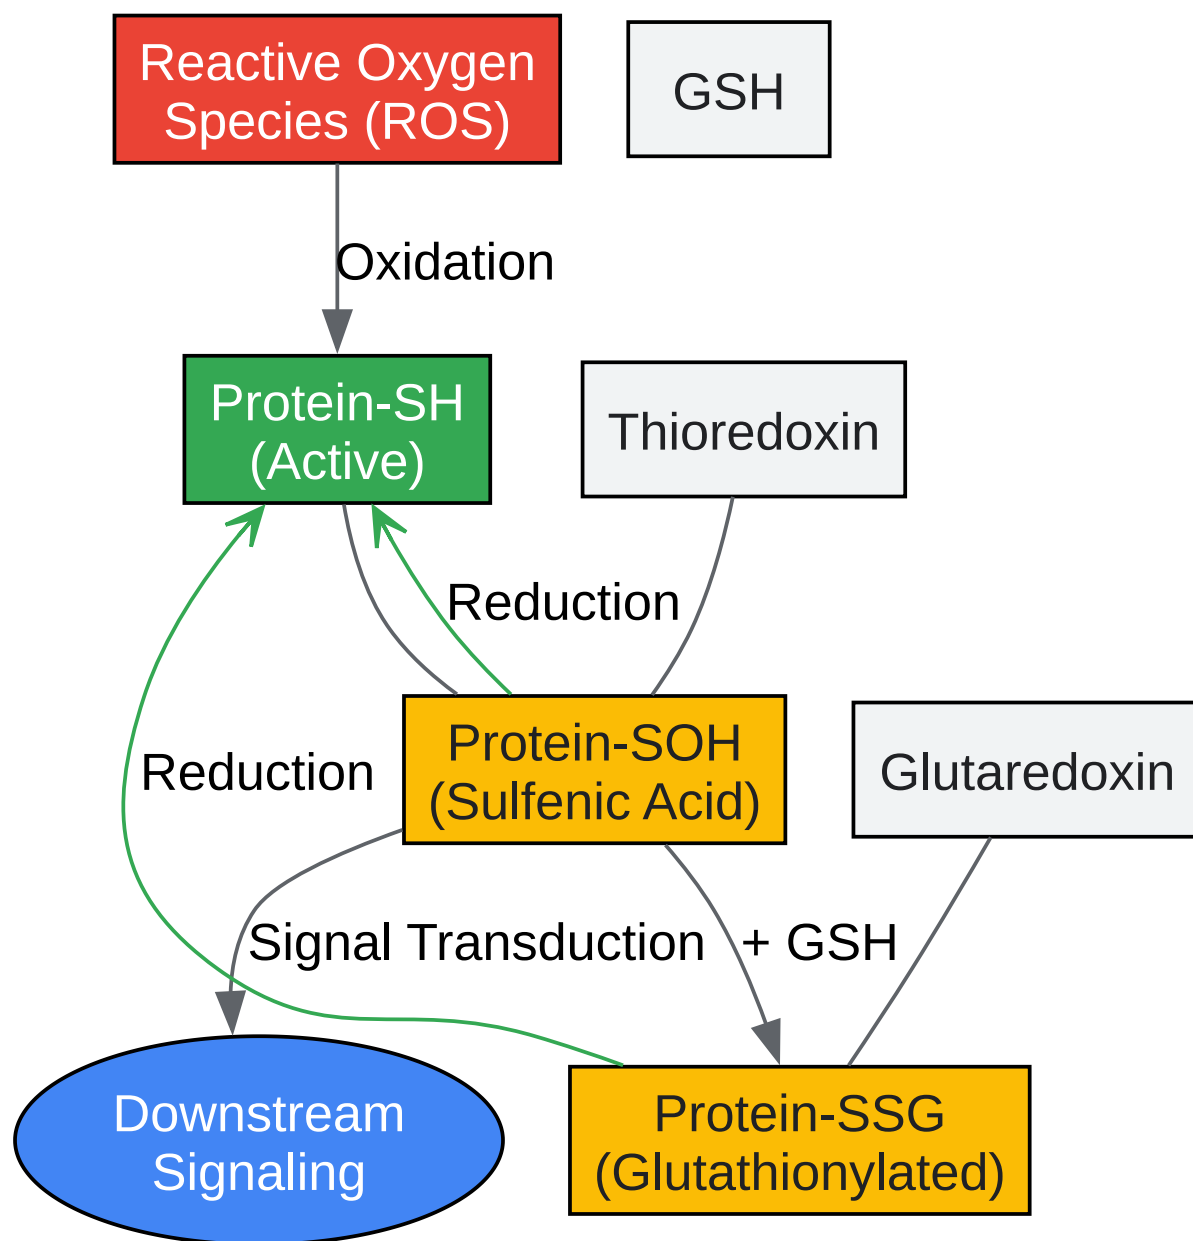 Reactive Oxygen
Species (ROS)
GSH
Oxidation
Protein-SH
(Active)
Thioredoxin
Reduction
Protein-SOH
(Sulfenic Acid)
Glutaredoxin
Reduction
Signal Transduction
+ GSH
Downstream
Signaling
Protein-SSG
(Glutathionylated)